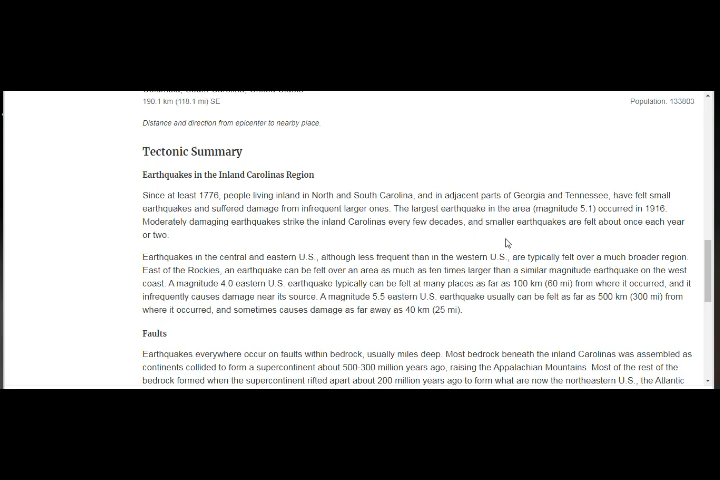 190.1 km (118.1 mi) SE
Population: 133803
Distance and direction from epicenter to nearby place.
Tectonic Summary
Earthquakes in the Inland Carolinas Region
Since at least 1776, people living inland in North and South Carolina, and in adjacent parts of Georgia and Tennessee, have felt small
earthquakes and suffered damage from infrequent larger ones. The largest earthquake in the area (magnitude 5.1) occurred in 1916.
Moderately damaging earthquakes strike the inland Carolinas every few decades, and smaller earthquakes are felt about once each year
or two.
Earthquakes in the central and eastern U.S., although less frequent than in the western U.S., are typically felt over a much broader region.
East of the Rockies, an earthquake can be felt over an area as much as ten times larger than a similar magnitude earthquake on the west
coast. A magnitude 4.0 eastern U.S. earthquake typically can be felt at many places as far as 100 km (60 mi) from where it occurred, and it
infrequently causes damage near its source. A magnitude 5.5 eastern U.S. earthquake usually can be felt as far as 500 km (300 mi) from
where it occurred, and sometimes causes damage as far away as 40 km (25 mi).
Faults
Earthquakes everywhere occur on faults within bedrock, usually miles deep. Most bedrock beneath the inland Carolinas was assembled as
continents collided to form a supercontinent about 500-300 million years ago, raising the Appalachian Mountains. Most of the rest of the
bedrock formed when the supercontinent rifted apart about 200 million years ago to form what are now the northeastern U.S., the Atlantic